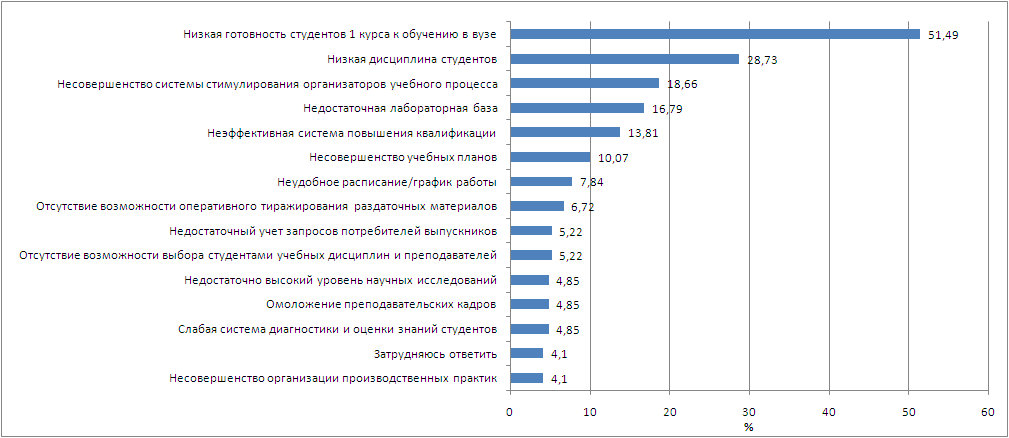 Низкая готовность студентов 1 курса к обучению в вузе 51,49
Низкая дисциплина студентов 28,73
Несовершенство системы стимулирования организаторов учебного процесса 18,66
Недостаточная лабораторная база 16,79
Неэффективная система повышения квалификации 13,81
Несовершенство учебных планов 10,07
Неудобное расписание/график работы 7,84
Отсутствие возможности оперативного тиражирования раздаточных материалов 6,72
Недостаточный учет запросов потребителей выпускников 5,22
Отсутствие возможности выбора студентами учебных дисциплин и преподавателей 5,22
Недостаточно высокий уровень научных исследований 4,85
Омоложение преподавательских кадров 4,85
Слабая система диагностики и оценки знаний студентов 4,85
Затрудняюсь ответить 4,1
Несовершенство организации производственных практик 4,1
0 10 20 30 40 50 60
%